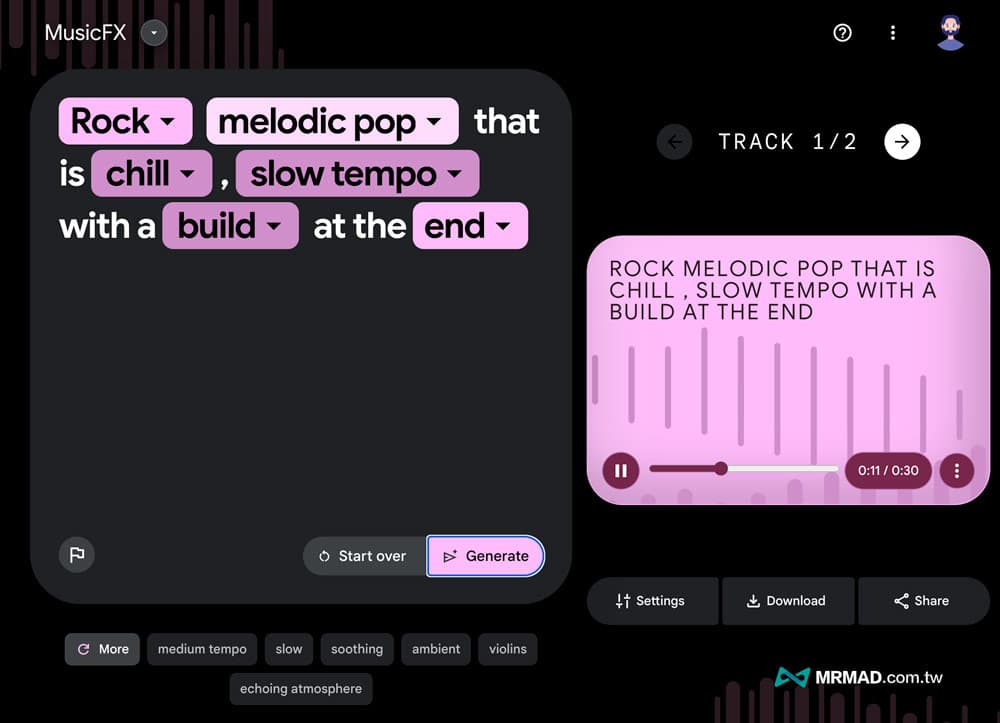 MusicFX
Rock melodic pop that
is chill , slow tempo
with a build at the end
Start over
Generate
More
medium tempo
slow
soothing
ambient
violins
echoing atmosphere
TRACK 1/2
ROCK MELODIC POP THAT IS
CHILL , SLOW TEMPO WITH A
BUILD AT THE END
0:11 / 0:30
Settings
Download
Share
MRMAD.com.tw